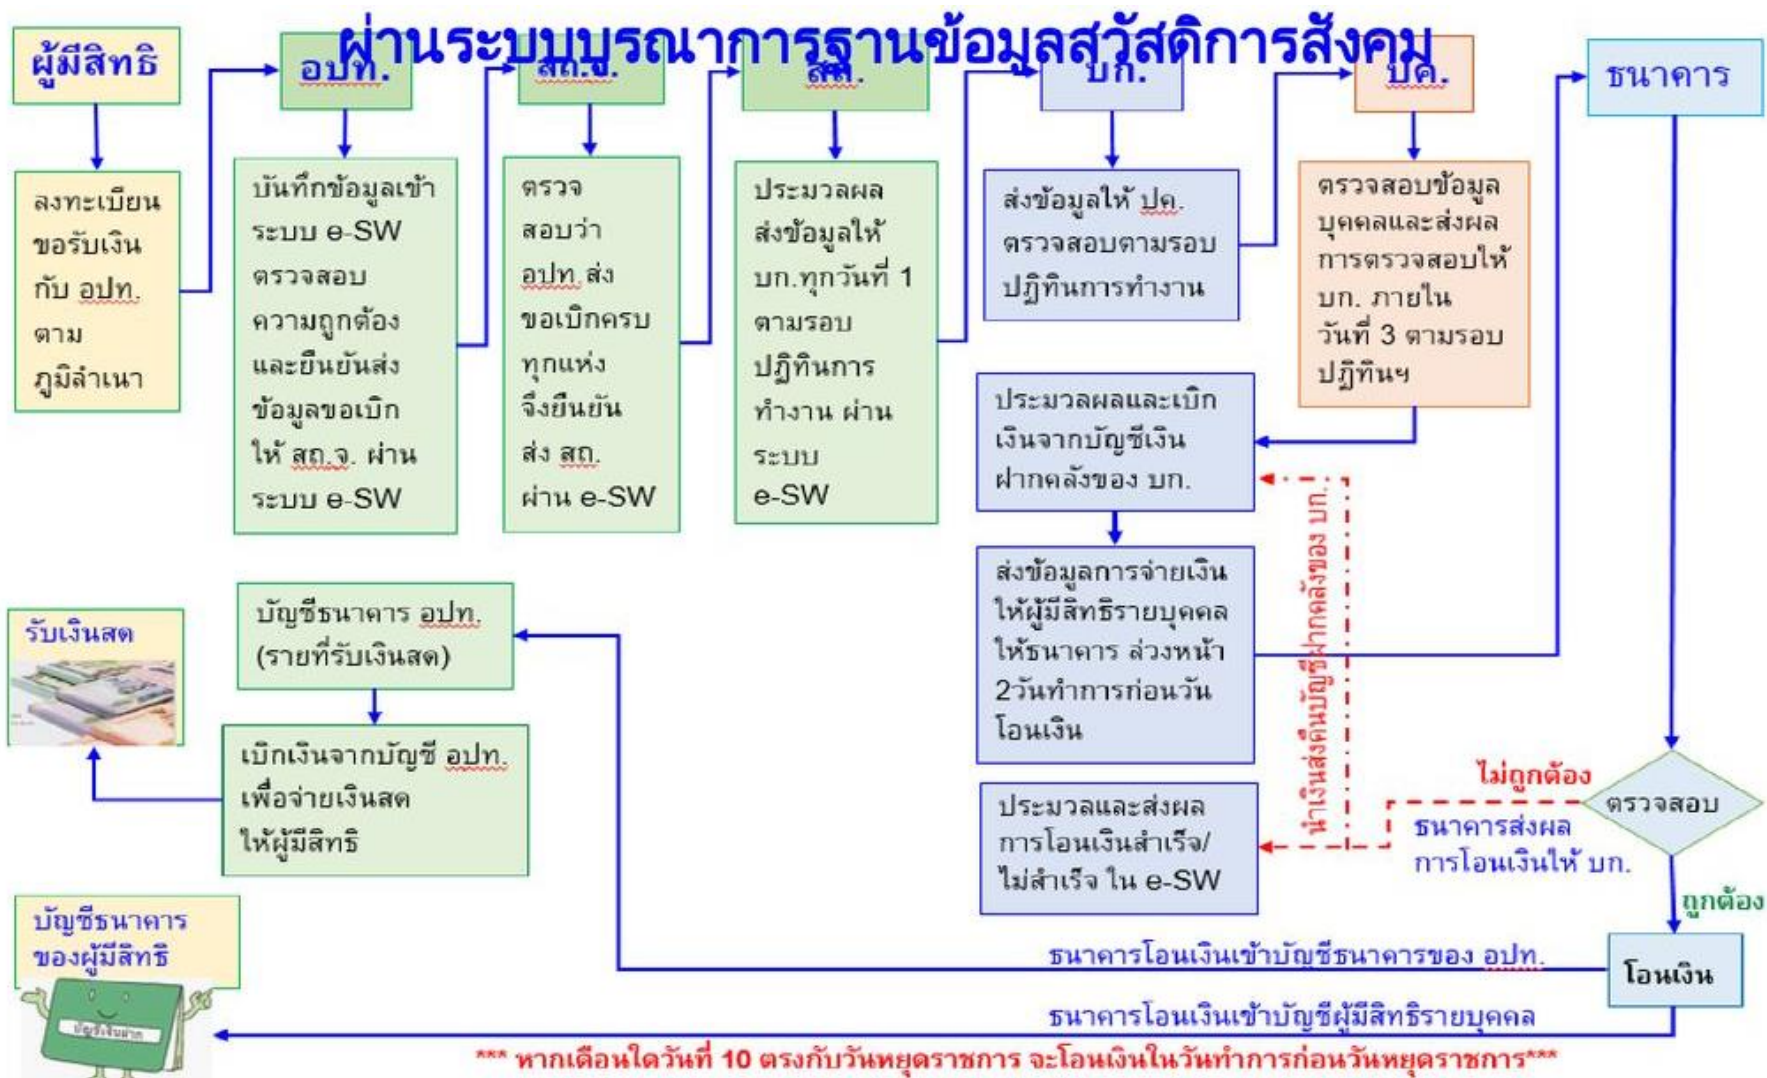 ผ่านระบบบูรณาการฐานข้อมูลสวัสดิการสังคม
ผู้มีสิทธิ
อปท.
สถ.จ.
สถ.
บก.
ปค.
ธนาคาร
ลงทะเบียน
ขอรับเงิน
กับ อปท.
ตาม
ภูมิลำเนา
บันทึกข้อมูลเข้า
ระบบ e-SW
ตรวจสอบ
ความถูกต้อง
และยืนยันส่ง
ข้อมูลขอเบิก
ให้ สถ.จ. ผ่าน
ระบบ e-SW
ตรวจ
สอบว่า
อปท.ส่ง
ขอเบิกครบ
ทุกแห่ง
จึงยืนยัน
ส่ง สถ.
ผ่าน e-SW
ประมวลผล
ส่งข้อมูลให้
บก.ทุกวันที่ 1
ตามรอบ
ปฏิทินการ
ทำงาน ผ่าน
ระบบ
e-SW
ส่งข้อมูลให้ ปค.
ตรวจสอบตามรอบ
ปฏิทินการทำงาน
ตรวจสอบข้อมูล
บุคคลและส่งผล
การตรวจสอบให้
บก. ภายใน
วันที่ 3 ตามรอบ
ปฏิทินฯ
ประมวลผลและเบิก
เงินจากบัญชีเงิน
ฝากคลังของ บก.
ส่งข้อมูลการจ่ายเงิน
ให้ผู้มีสิทธิรายบุคคล
ให้ธนาคาร ล่วงหน้า
2วันทำการก่อนวัน
โอนเงิน
นำเงินส่งคืนบัญชีฝากคลังของ บก.
ประมวลและส่งผล
การโอนเงินสำเร็จ/
ไม่สำเร็จ ใน e-SW
ไม่ถูกต้อง
ตรวจสอบ
ธนาคารส่งผล
การโอนเงินให้ บก.
ถูกต้อง
โอนเงิน
บัญชีธนาคาร อปท.
(รายที่รับเงินสด)
รับเงินสด
เบิกเงินจากบัญชี อปท.
เพื่อจ่ายเงินสด
ให้ผู้มีสิทธิ
บัญชีธนาคาร
ของผู้มีสิทธิ
บัญชีเงินฝาก
ธนาคารโอนเงินเข้าบัญชีธนาคารของ อปท.
ธนาคารโอนเงินเข้าบัญชีผู้มีสิทธิรายบุคคล
*** หากเดือนใดวันที่ 10 ตรงกับวันหยุดราชการ จะโอนเงินในวันทำการก่อนวันหยุดราชการ***